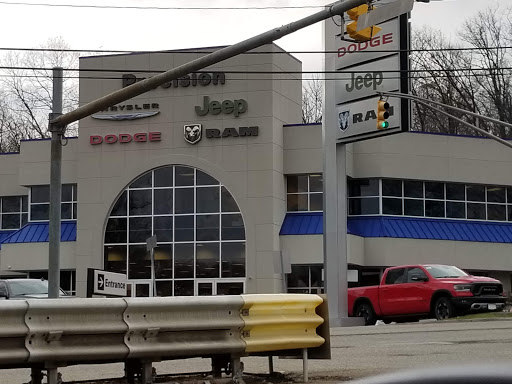 Precision
CHRYSLER
Jeep
DODGE
RAM
DODGE
Jeep
RAM
Entrance